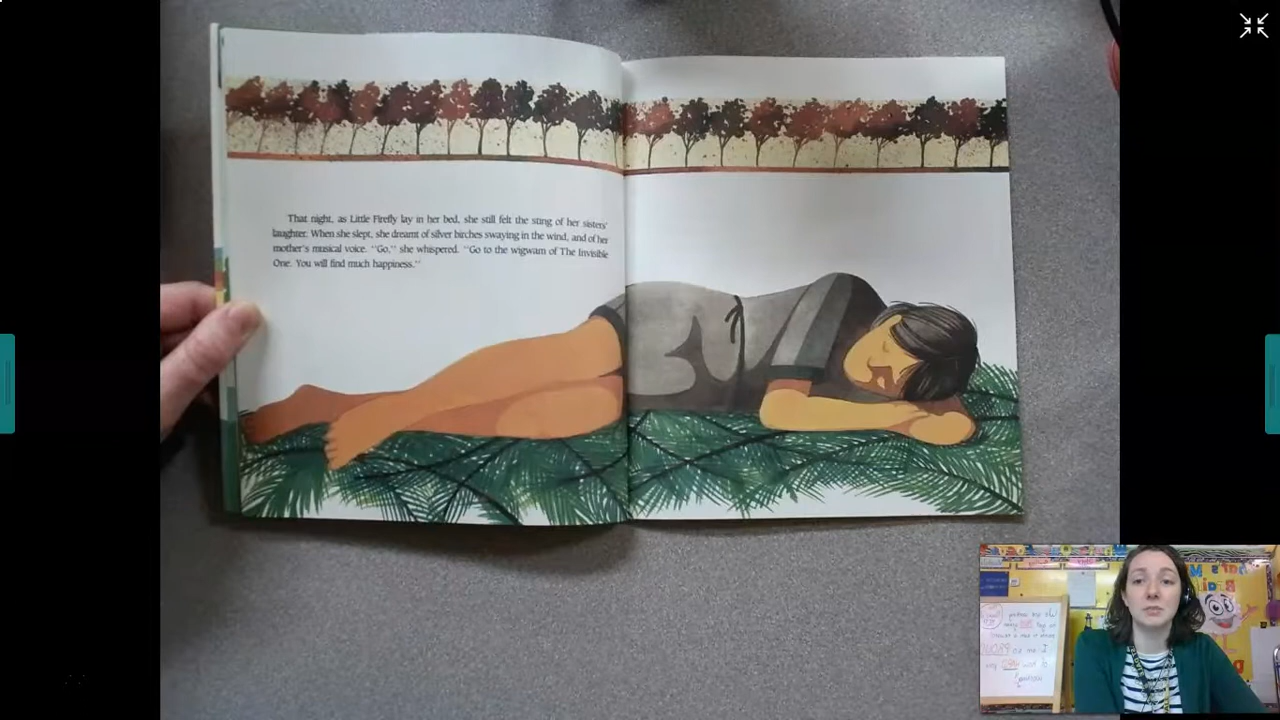 That night, as Little Firefly lay in her bed, she still felt the sting of her sisters'
laughter. When she slept, she dreamt of silver birches swaying in the wind, and of her
mother's musical voice. "Go," she whispered. "Go to the wigwam of The Invisible
One. You will find much happiness."